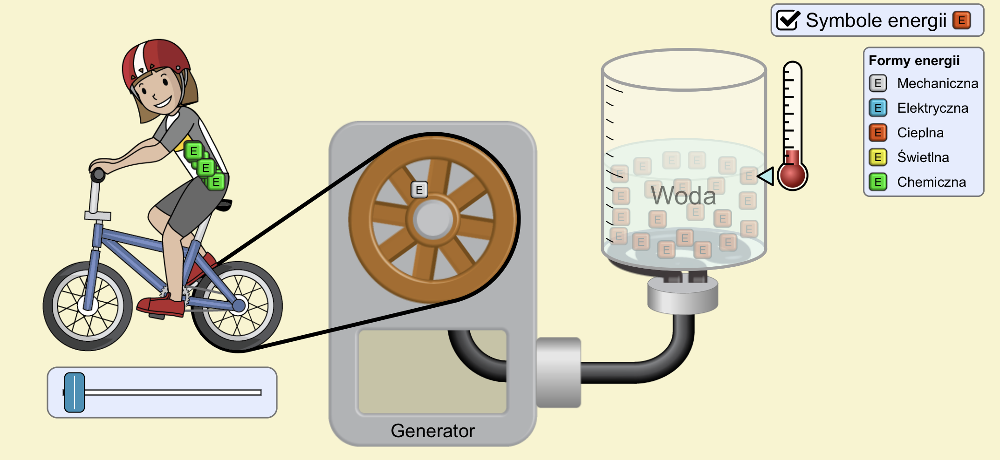 Symbole energii E
Formy energii
E Mechaniczna
E Elektryczna
E Cieplna
E Świetlna
E Chemiczna
E
E
E
E
E E E E E E
E E E E E
E E E E E
E E E E E E E
Woda
Generator